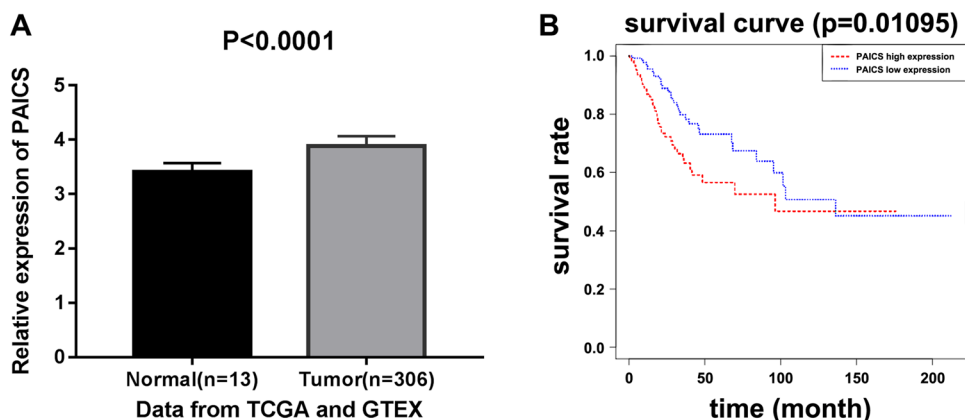 A
P<0.0001
Relative expression of PAICS
5
4
3
2
1
0
Normal(n=13)
Tumor(n=306)
Data from TCGA and GTEX
B
survival curve (p=0.01095)
PAICS high expression
PAICS low expression
survival rate
1.0
0.8
0.6
0.4
0.2
0.0
0
50
100
150
200
time (month)